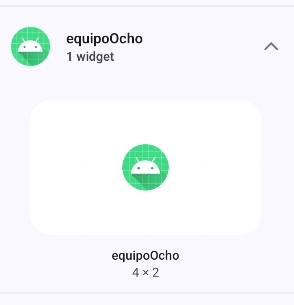 equipoOcho
1 widget
equipoOcho
4 × 2